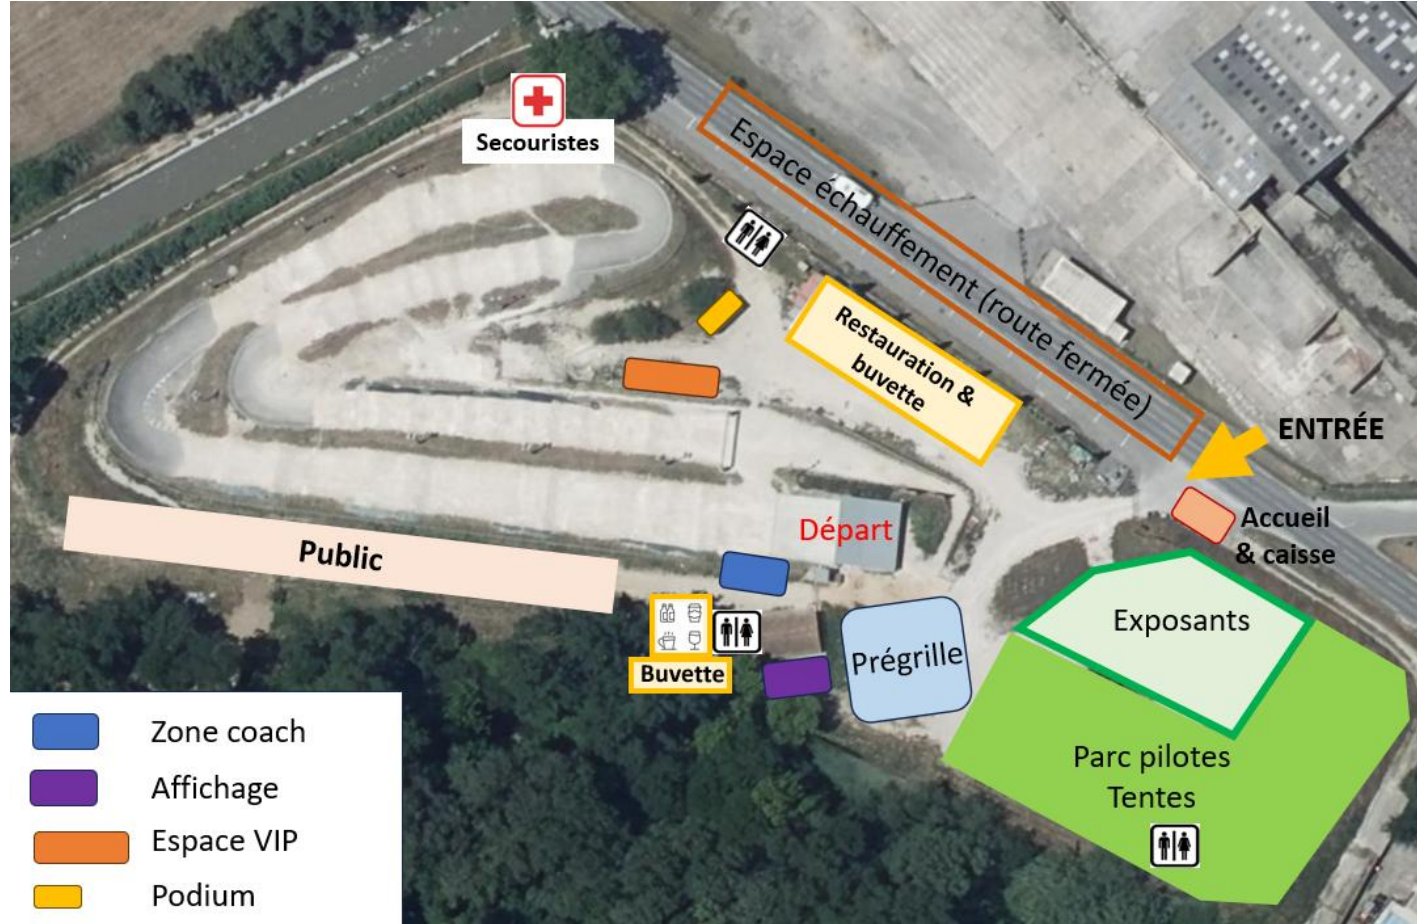 Secouristes
Espace échauffement (route fermée)
Restauration &
buvette
ENTRÉE
Accueil
& caisse
Départ
Public
Exposants
Prégrille
Buvette
Parc pilotes
Tentes
Zone coach
Affichage
Espace VIP
Podium